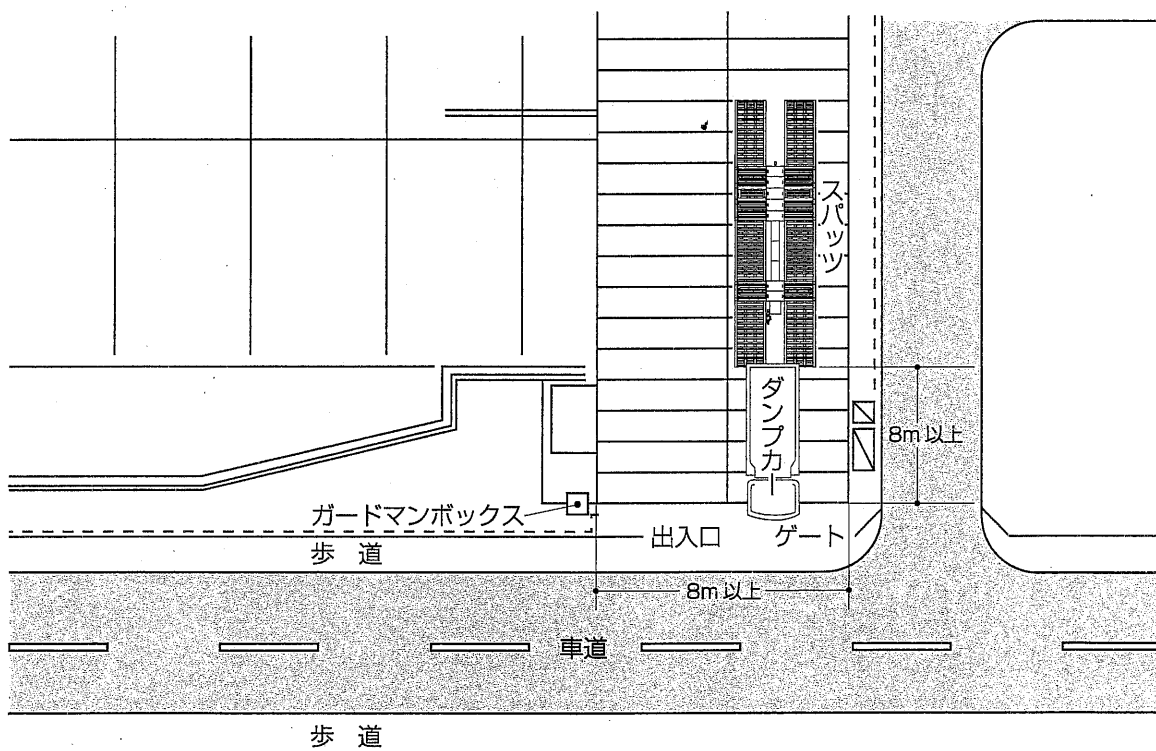 スパッツ
ダンプカー
8m以上
ガードマンボックス
出入口
ゲート
歩 道
8m以上
車道
歩 道